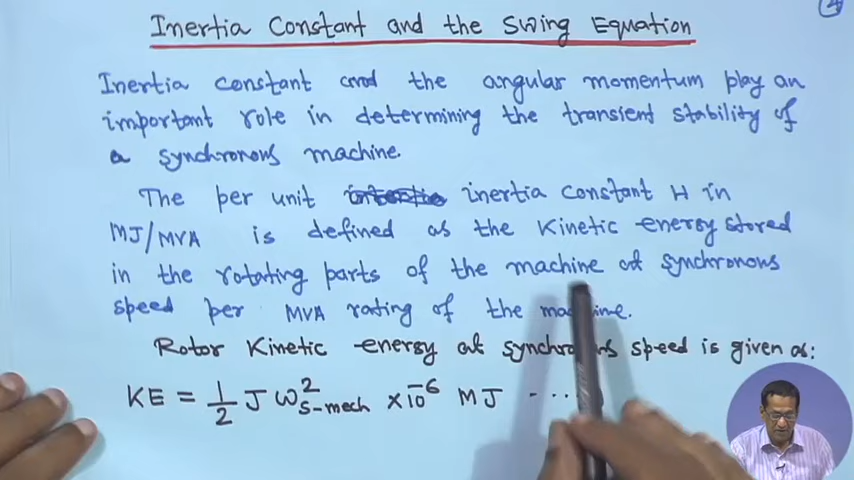 4
Inertia Constant and the Swing Equation
Inertia constant and the angular momentum play an
important role in determining the transient stability of
a synchronous machine.
The per unit inertia constant H in
MJ/MVA is defined as the Kinetic energy stored
in the rotating parts of the machine at synchronous
speed per MVA rating of the machine.
Rotor Kinetic energy at synchronous speed is given as:
KE = 1/2 J ω²s-mech × 10⁻⁶ MJ - ...